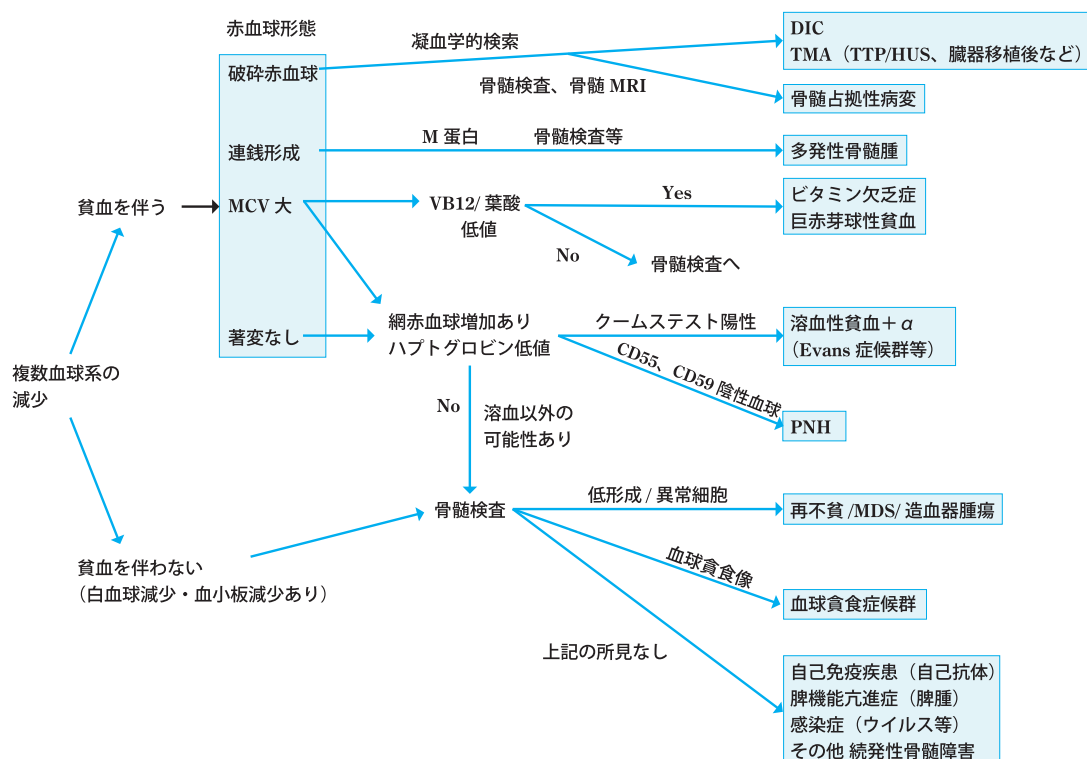 赤血球形態
破砕赤血球
凝血学的検索
骨髄検査、骨髄 MRI
DIC
TMA（TTP/HUS、臓器移植後など）
骨髄占拠性病変
連銭形成
M 蛋白
骨髄検査等
多発性骨髄腫
貧血を伴う
MCV 大
VB12/ 葉酸
低値
Yes
ビタミン欠乏症
巨赤芽球性貧血
No
骨髄検査へ
著変なし
網赤血球増加あり
ハプトグロビン低値
クームステスト陽性
溶血性貧血＋α
（Evans 症候群等）
CD55、CD59 陰性血球
PNH
複数血球系の
減少
No
溶血以外の
可能性あり
骨髄検査
低形成 / 異常細胞
再不貧 /MDS/ 造血器腫瘍
貧血を伴わない
（白血球減少・血小板減少あり）
血球貪食像
血球貪食症候群
上記の所見なし
自己免疫疾患（自己抗体）
脾機能亢進症（脾腫）
感染症（ウイルス等）
その他 続発性骨髄障害